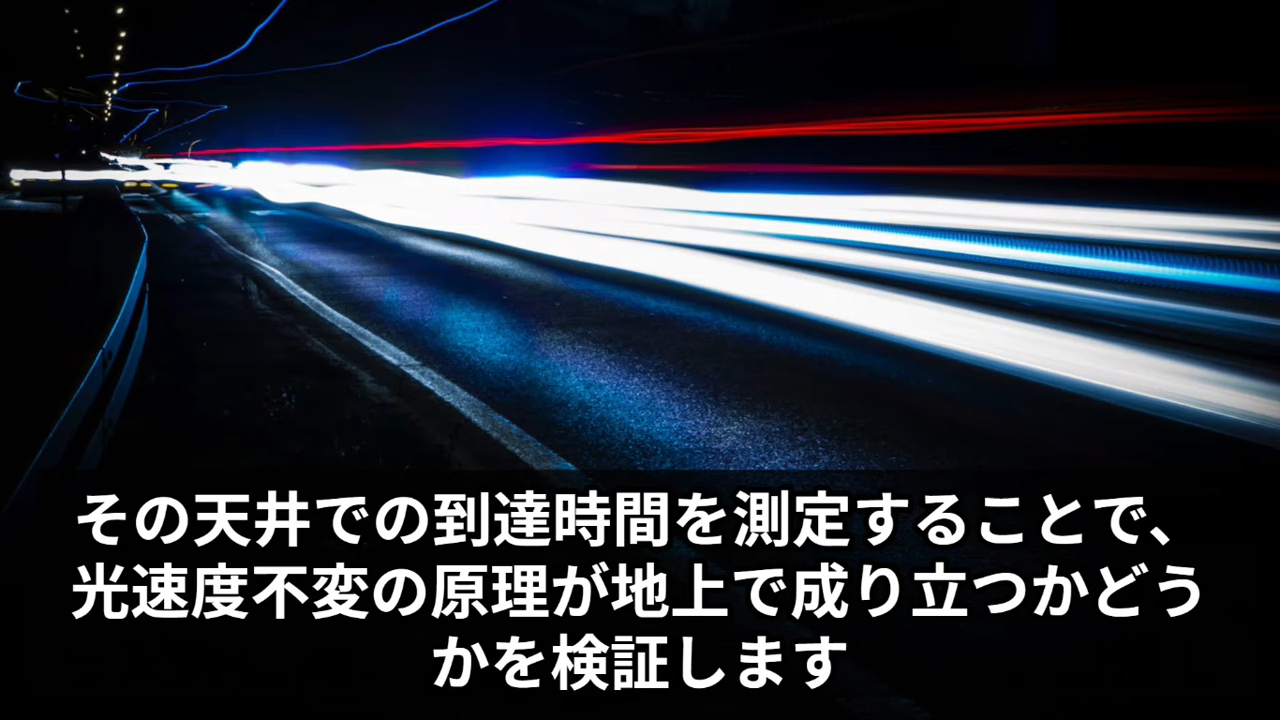 その天井での到達時間を測定することで、
光速度不変の原理が地上で成り立つかどう
かを検証します